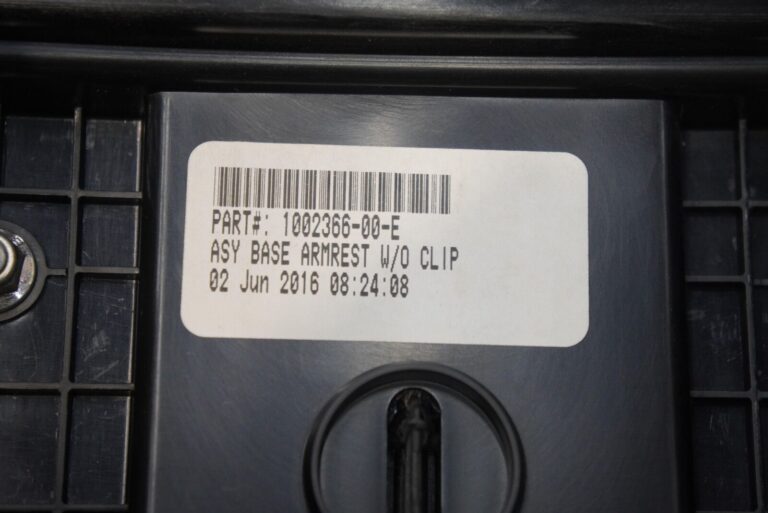 PART#: 1002366-00-E
ASY BASE ARMREST W/O CLIP
02 Jun 2016 08:24:08